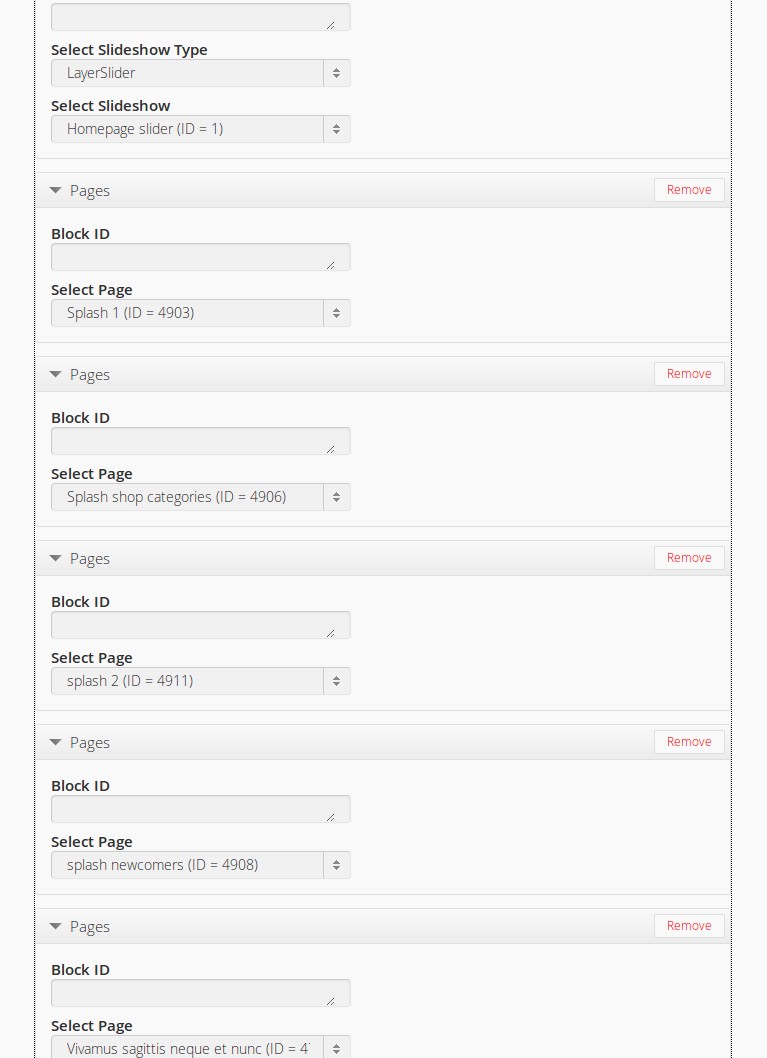 Select Slideshow Type
LayerSlider
Select Slideshow
Homepage slider (ID = 1)
Pages
Remove
Block ID
Select Page
Splash 1 (ID = 4903)
Pages
Remove
Block ID
Select Page
Splash shop categories (ID = 4906)
Pages
Remove
Block ID
Select Page
splash 2 (ID = 4911)
Pages
Remove
Block ID
Select Page
splash newcomers (ID = 4908)
Pages
Remove
Block ID
Select Page
Vivamus sagittis neque et nunc (ID = 4